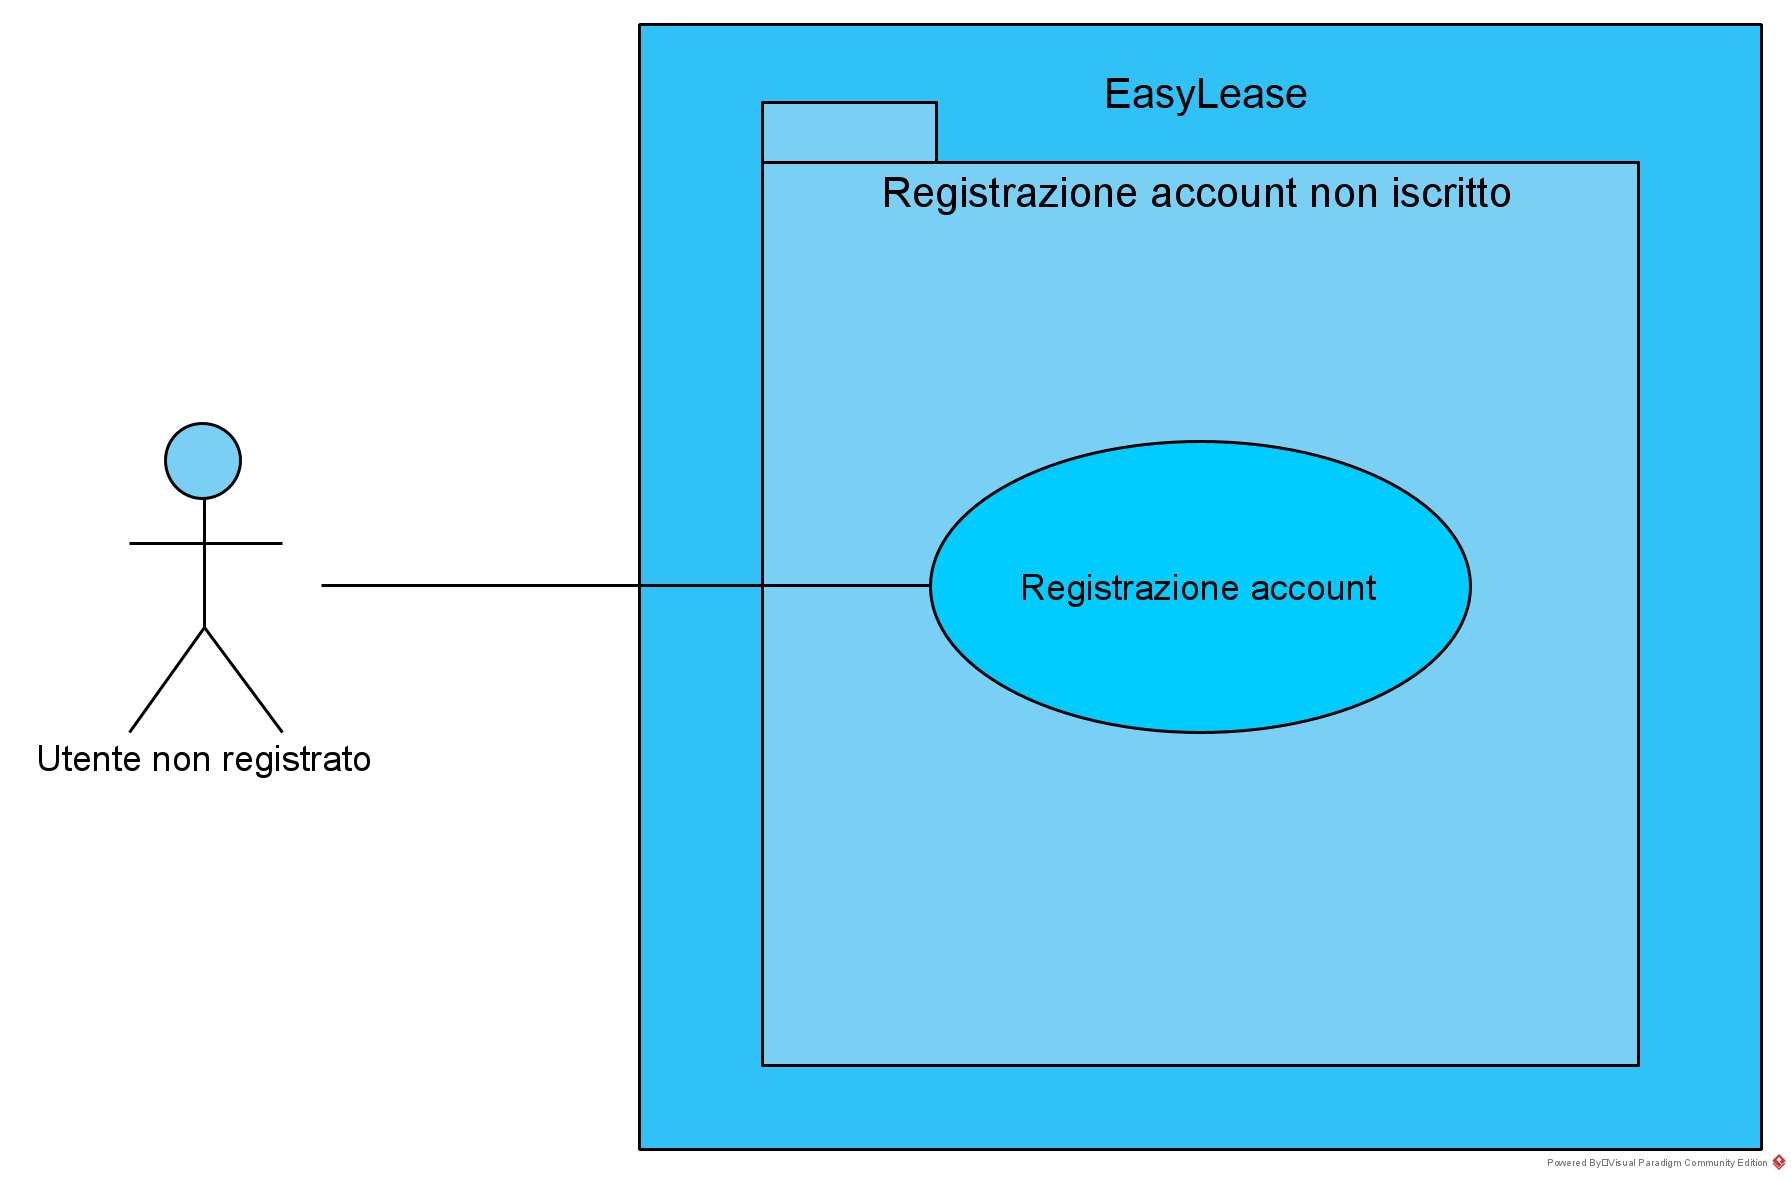 EasyLease
Registrazione account non iscritto
Registrazione account
Utente non registrato
Powered By Visual Paradigm Community Edition